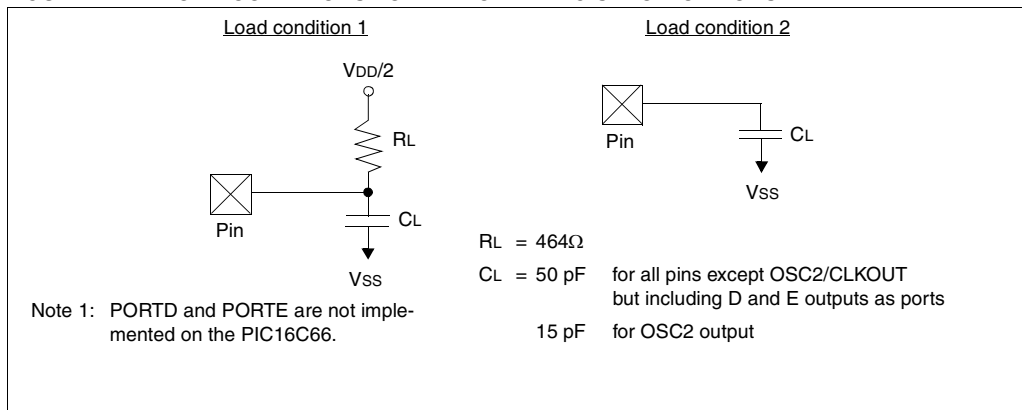 Load condition 1
VDD/2
RL
Pin
CL
VSS
Load condition 2
Pin
CL
VSS
RL = 464Ω
CL = 50 pF for all pins except OSC2/CLKOUT
but including D and E outputs as ports
15 pF for OSC2 output
Note 1: PORTD and PORTE are not imple-
mented on the PIC16C66.